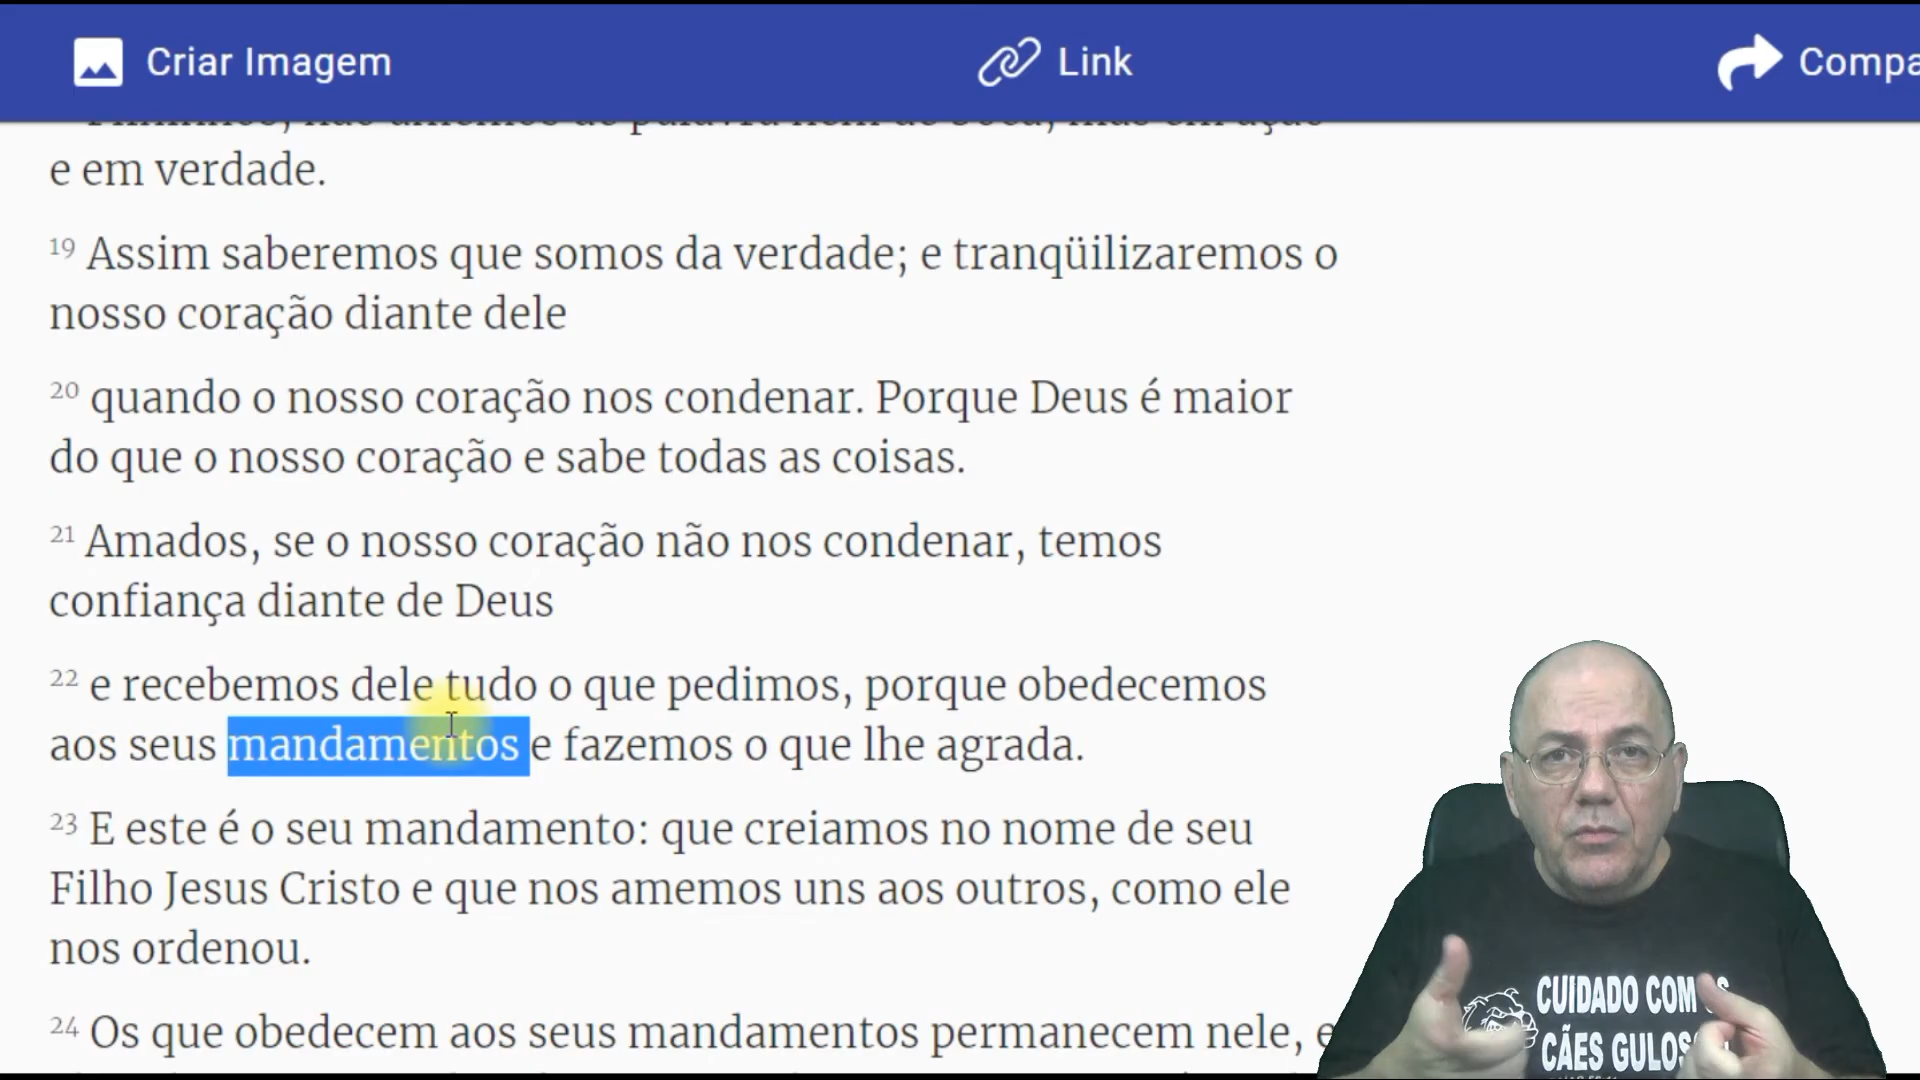 Criar Imagem
Link
Compa
e em verdade.
19 Assim saberemos que somos da verdade; e tranqüilizaremos o
nosso coração diante dele
20 quando o nosso coração nos condenar. Porque Deus é maior
do que o nosso coração e sabe todas as coisas.
21 Amados, se o nosso coração não nos condenar, temos
confiança diante de Deus
22 e recebemos dele tudo o que pedimos, porque obedecemos
aos seus mandamentos e fazemos o que lhe agrada.
23 E este é o seu mandamento: que creiamos no nome de seu
Filho Jesus Cristo e que nos amemos uns aos outros, como ele
nos ordenou.
24 Os que obedecem aos seus mandamentos permanecem nele, e
CUIDADO COM
CÃES GULOS